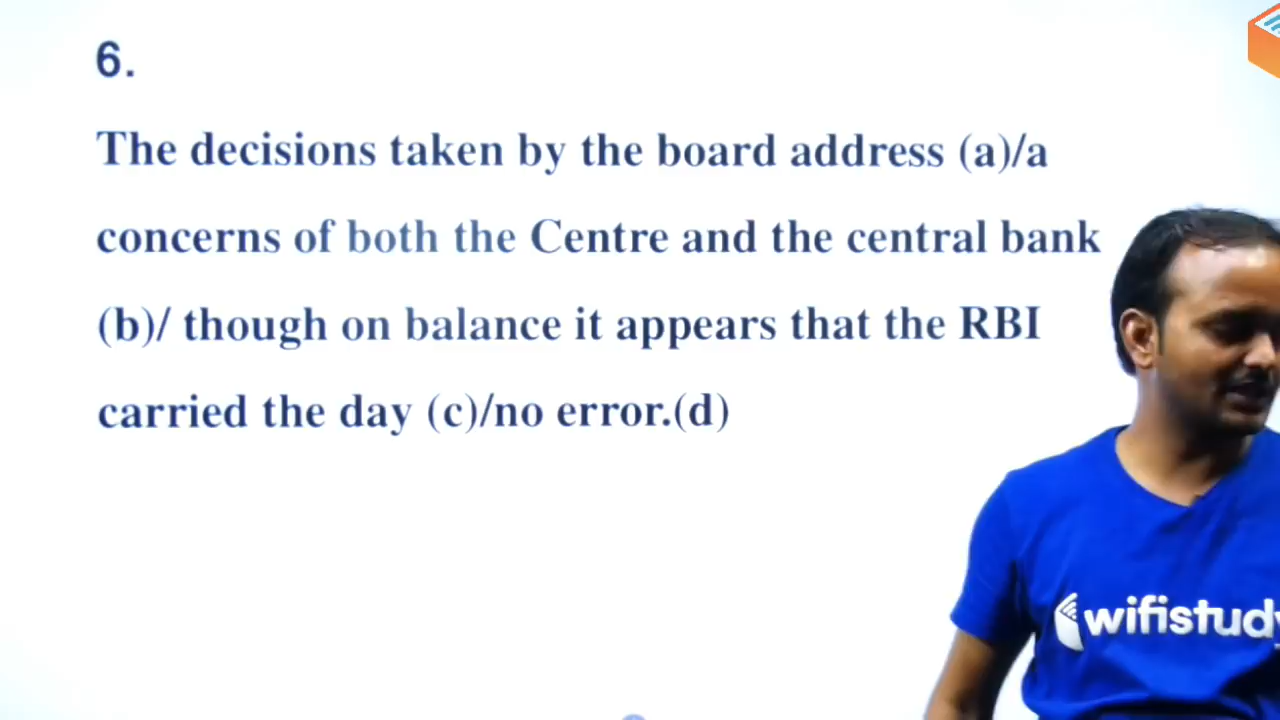 6.
The decisions taken by the board address (a)/a
concerns of both the Centre and the central bank
(b)/ though on balance it appears that the RBI
carried the day (c)/no error.(d)
wifistudy